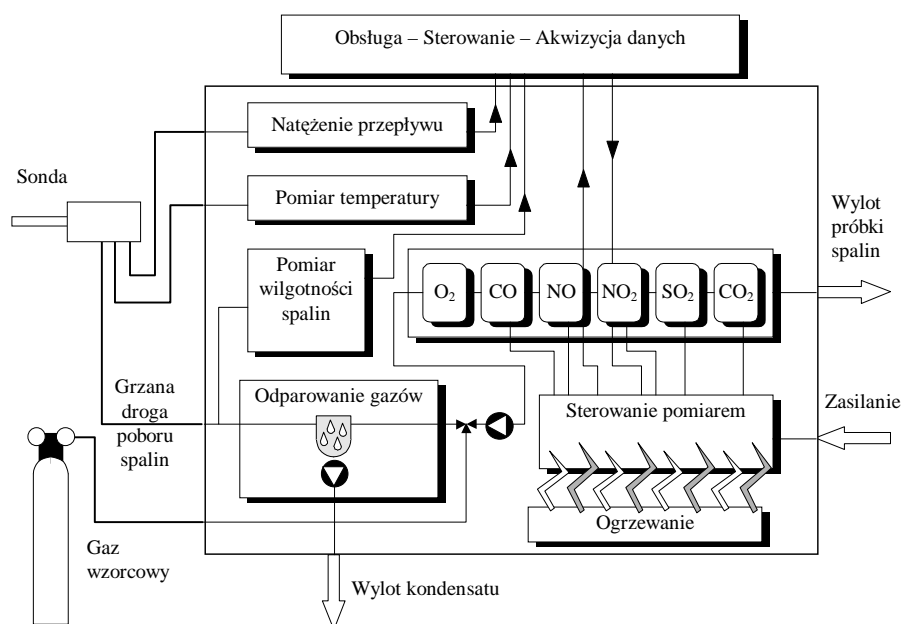 Obsługa – Sterowanie – Akwizycja danych
Natężenie przepływu
Sonda
Pomiar temperatury
Wylot
próbki
spalin
Pomiar
wilgotności
spalin
O2 CO NO NO2 SO2 CO2
Grzana
droga
poboru
spalin
Odparowanie gazów
Sterowanie pomiarem
Zasilanie
Ogrzewanie
Gaz
wzorcowy
Wylot kondensatu